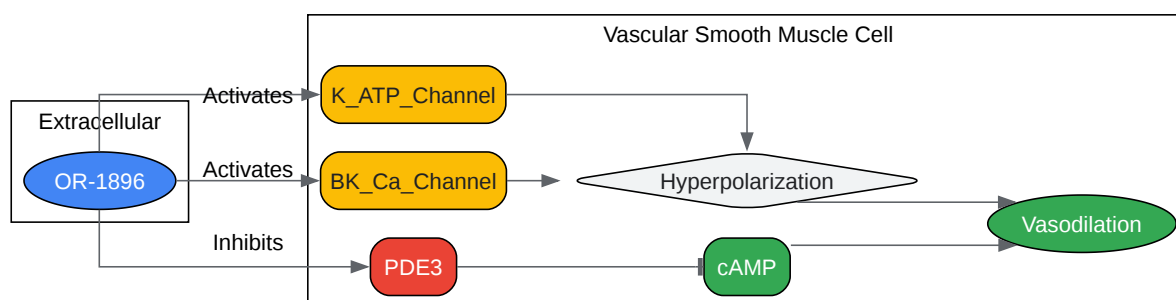 Vascular Smooth Muscle Cell
Activates
K_ATP_Channel
Extracellular
OR-1896
Activates
BK_Ca_Channel
Hyperpolarization
Vasodilation
Inhibits
PDE3
cAMP